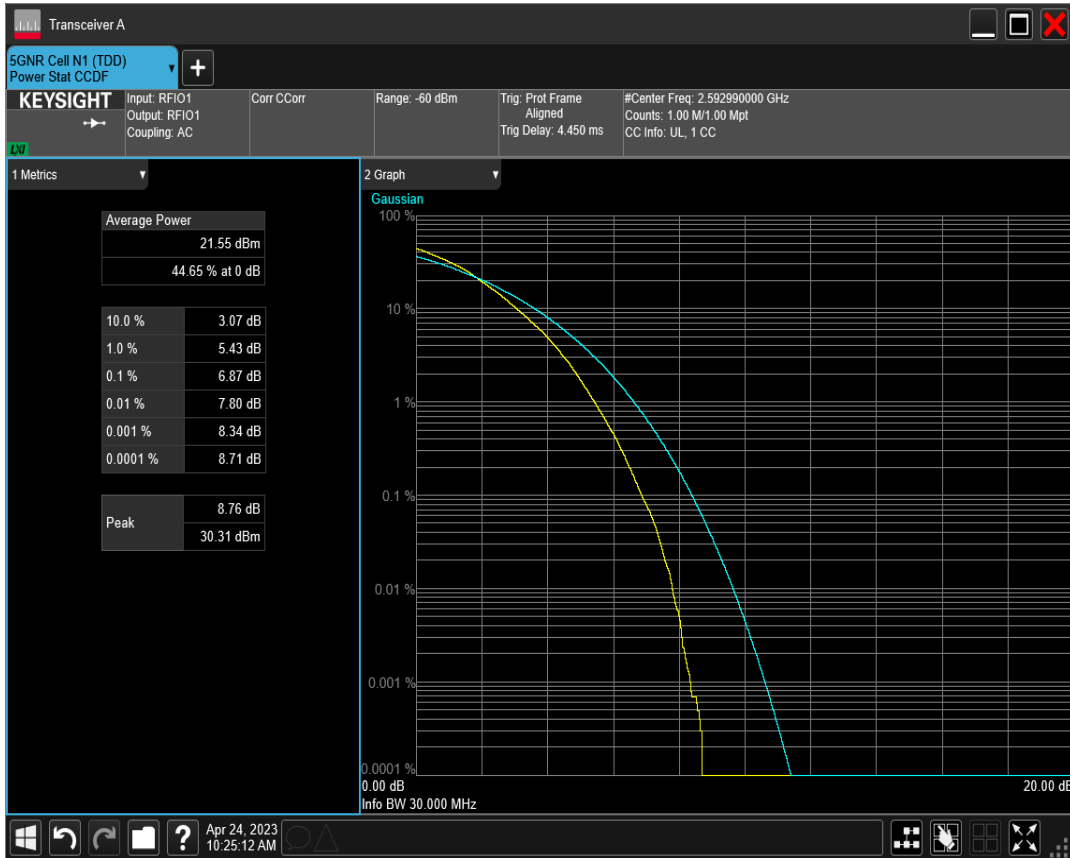 Transceiver A
5GNR Cell N1 (TDD)
Power Stat CCDF
+
KEYSIGHT
LXI
Input: RFIO1
Output: RFIO1
Coupling: AC
Corr CCorr
Range: -60 dBm
Trig: Prot Frame
Aligned
Trig Delay: 4.450 ms
#Center Freq: 2.592990000 GHz
Counts: 1.00 M/1.00 Mpt
CC Info: UL, 1 CC
1 Metrics
Average Power
21.55 dBm
44.65 % at 0 dB
10.0 % 3.07 dB
1.0 % 5.43 dB
0.1 % 6.87 dB
0.01 % 7.80 dB
0.001 % 8.34 dB
0.0001 % 8.71 dB
Peak 8.76 dB
30.31 dBm
2 Graph
Gaussian
100 %
10 %
1 %
0.1 %
0.01 %
0.001 %
0.0001 %
0.00 dB 20.00 dB
Info BW 30.000 MHz
?
Apr 24, 2023
10:25:12 AM